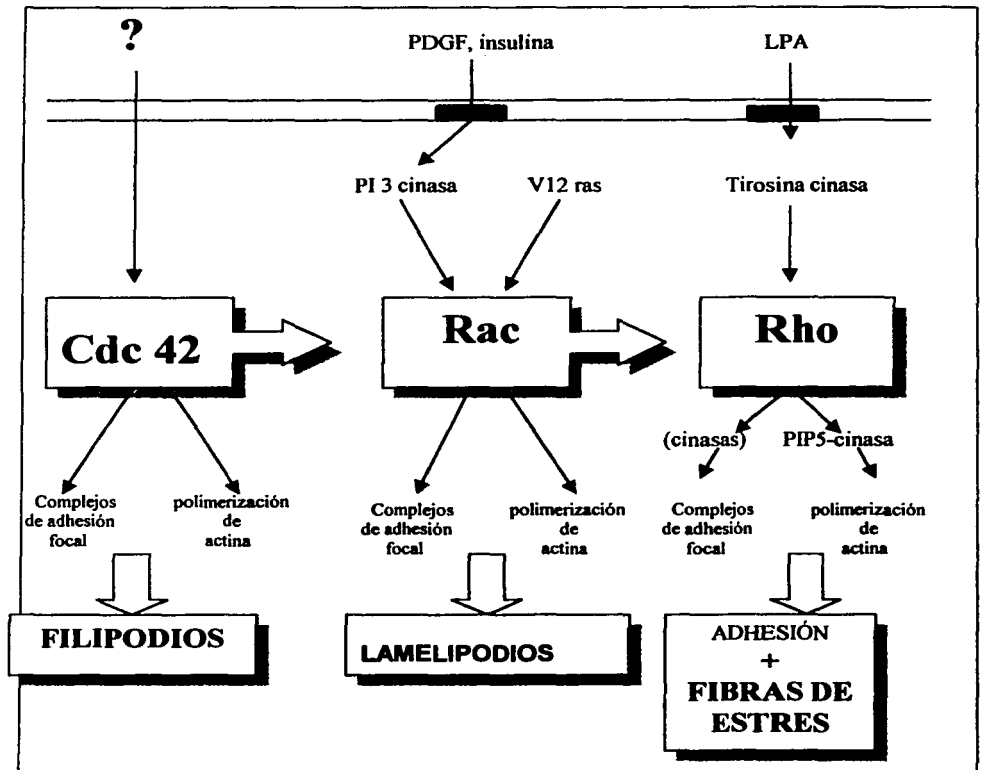 ?
PDGF, insulina
LPA
PI 3 cinasa
V12 ras
Tirosina cinasa
Cdc 42
Rac
Rho
(cinasas)
PIP5-cinasa
Complejos
de adhesión
focal
polimerización
de
actina
Complejos
de adhesión
focal
polimerización
de
actina
Complejos
de adhesión
focal
polimerización
de
actina
FILIPODIOS
LAMELIPODIOS
ADHESIÓN
+
FIBRAS DE
ESTRES